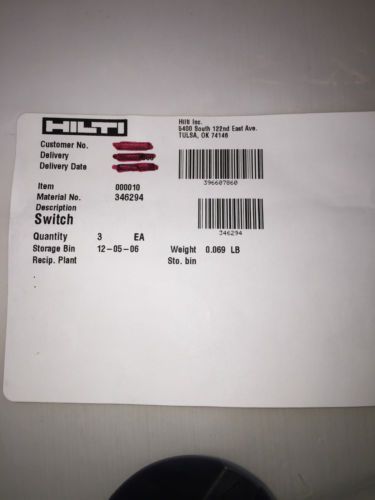 HILTI
Hilti Inc.
5400 South 122nd East Ave.
TULSA, OK 74146
Customer No.
Delivery
Delivery Date
396607860
Item 000010
Material No. 346294
Description
Switch
346294
Quantity 3 EA
Storage Bin 12-05-06 Weight 0.069 LB
Recip. Plant Sto. bin